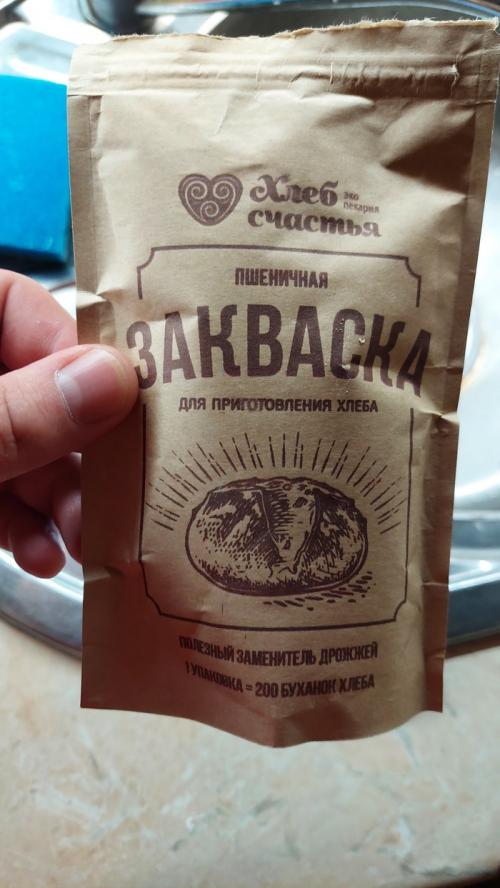 Хлеб эко
пекарня
счастья
ПШЕНИЧНАЯ
ЗАКВАСКА
ДЛЯ ПРИГОТОВЛЕНИЯ ХЛЕБА
ПОЛЕЗНЫЙ ЗАМЕНИТЕЛЬ ДРОЖЖЕЙ
1 УПАКОВКА = 200 БУХАНОК ХЛЕБА